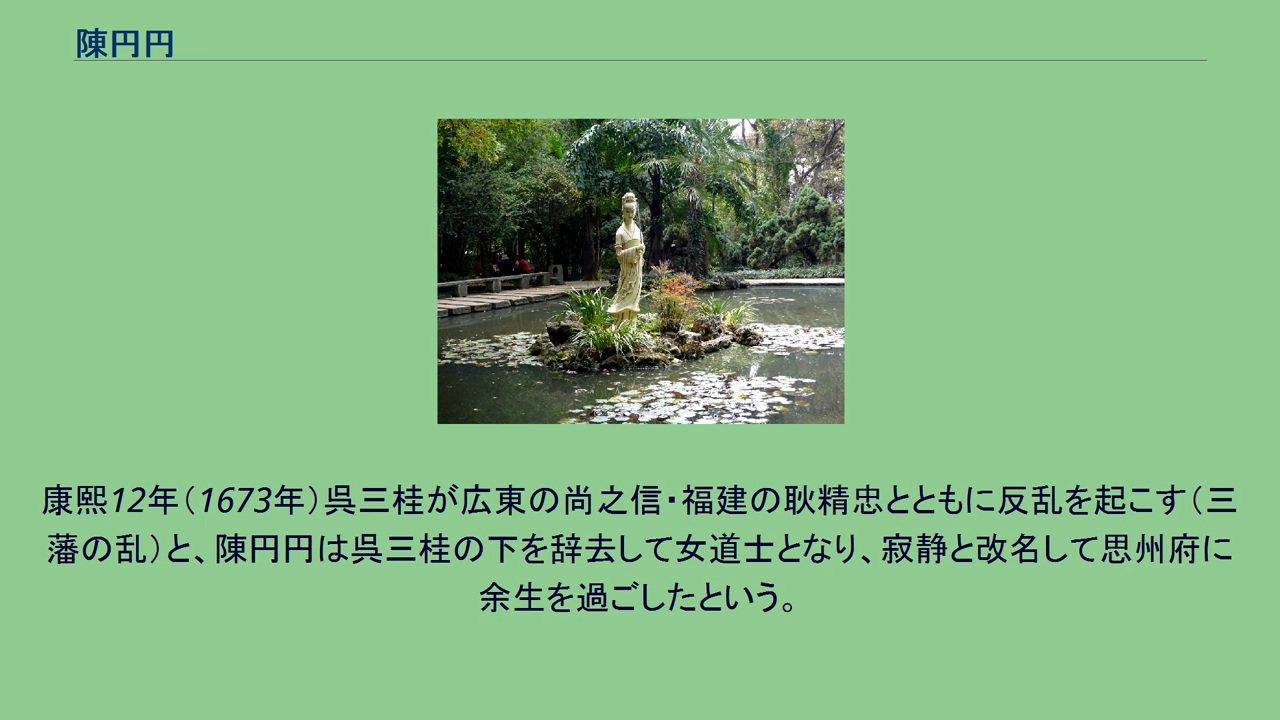 陳円円
康熙12年（1673年）呉三桂が広東の尚之信・福建の耿精忠とともに反乱を起こす（三
藩の乱）と、陳円円は呉三桂の下を辞去して女道士となり、寂静と改名して思州府に
余生を過ごしたという。